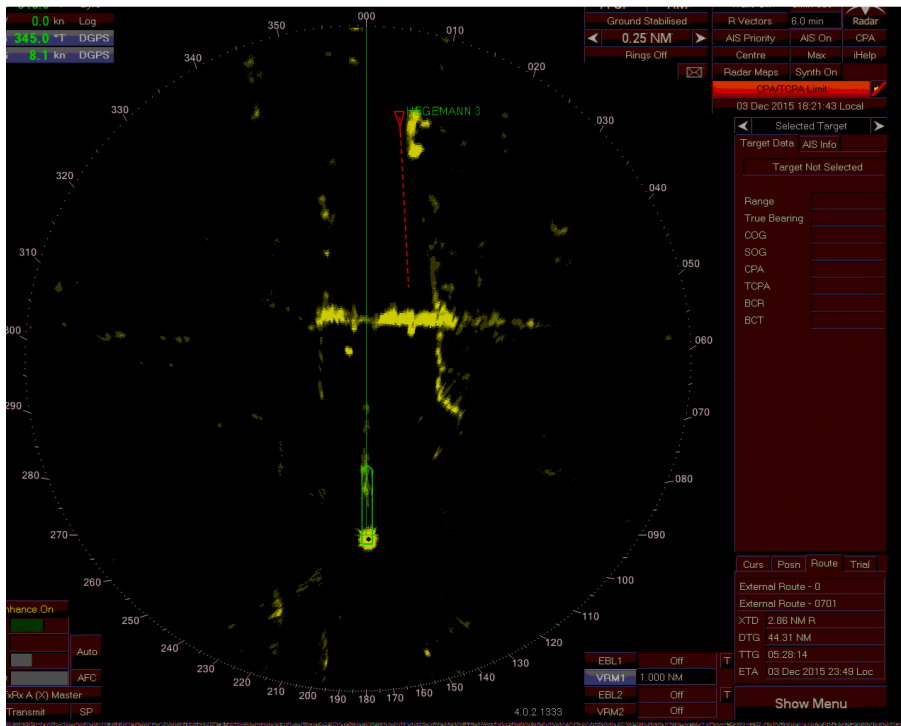 0.0 kn Log
345.0 °T DGPS
8.1 kn DGPS
Ground Stabilised
0.25 NM
Rings Off
R Vectors 6.0 min Radar
AIS Priority AIS On CPA
Centre Max iHelp
Radar Maps Synth On
CPA/TCPA Limit
03 Dec 2015 18:21:43 Local
Selected Target
Target Data AIS Info
Target Not Selected
Range
True Bearing
COG
SOG
CPA
TCPA
BCR
BCT
HEGEMANN 3
000
010
020
030
040
050
060
070
080
090
100
110
120
130
140
150
160
170
180
190
200
210
220
230
240
250
260
270
280
290
300
310
320
330
350
nhance On
Auto
AFC
xRx A (X) Master
Transmit SP
EBL1 Off T
VRM1 1.000 NM
EBL2 Off T
VRM2 Off
4.0.2.1333
Curs Posn Route Trial
External Route - 0
External Route - 0701
XTD 2.86 NM R
DTG 44.31 NM
TTG 05:28:14
ETA 03 Dec 2015 23:49 Loc
Show Menu